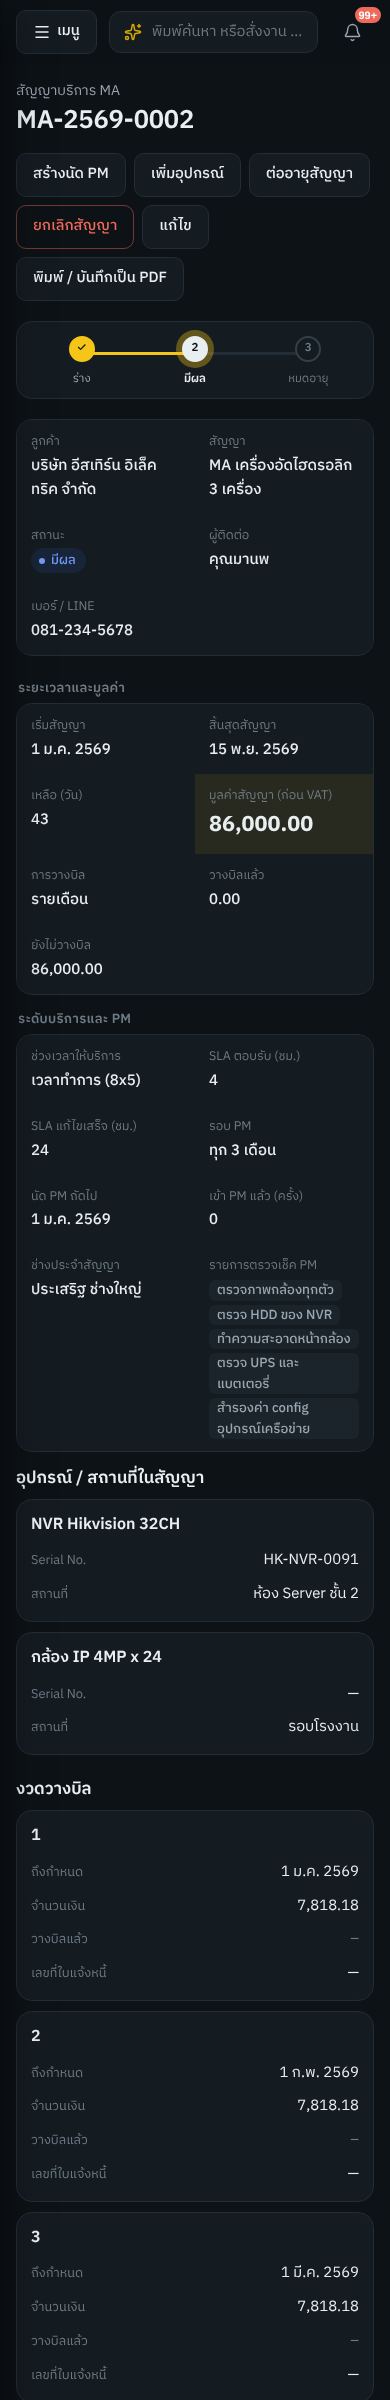 เมนู
พิมพ์ค้นหา หรือสั่งงาน ...
99+
สัญญาบริการ MA
MA-2569-0002
สร้างนัด PM
เพิ่มอุปกรณ์
ต่ออายุสัญญา
ยกเลิกสัญญา
แก้ไข
พิมพ์ / บันทึกเป็น PDF
2
3
ร่าง
มีผล
หมดอายุ
ลูกค้า
สัญญา
บริษัท อีสเทิร์น อิเล็ค
ทริค จำกัด
MA เครื่องอัดไฮดรอลิก
3 เครื่อง
สถานะ
ผู้ติดต่อ
มีผล
คุณมานพ
เบอร์ / LINE
081-234-5678
ระยะเวลาและมูลค่า
เริ่มสัญญา
สิ้นสุดสัญญา
1 ม.ค. 2569
15 พ.ย. 2569
เหลือ (วัน)
มูลค่าสัญญา (ก่อน VAT)
43
86,000.00
การวางบิล
วางบิลแล้ว
รายเดือน
0.00
ยังไม่วางบิล
86,000.00
ระดับบริการและ PM
ช่วงเวลาให้บริการ
SLA ตอบรับ (ชม.)
เวลาทำการ (8x5)
4
SLA แก้ไขเสร็จ (ชม.)
รอบ PM
24
ทุก 3 เดือน
นัด PM ถัดไป
เข้า PM แล้ว (ครั้ง)
1 ม.ค. 2569
0
ช่างประจำสัญญา
รายการตรวจเช็ค PM
ประเสริฐ ช่างใหญ่
ตรวจภาพกล้องทุกตัว
ตรวจ HDD ของ NVR
ทำความสะอาดหน้ากล้อง
ตรวจ UPS และ
แบตเตอรี่
สำรองค่า config
อุปกรณ์เครือข่าย
อุปกรณ์ / สถานที่ในสัญญา
NVR Hikvision 32CH
Serial No.
HK-NVR-0091
สถานที่
ห้อง Server ชั้น 2
กล้อง IP 4MP x 24
Serial No.
—
สถานที่
รอบโรงงาน
งวดวางบิล
1
ถึงกำหนด
1 ม.ค. 2569
จำนวนเงิน
7,818.18
วางบิลแล้ว
–
เลขที่ใบแจ้งหนี้
—
2
ถึงกำหนด
1 ก.พ. 2569
จำนวนเงิน
7,818.18
วางบิลแล้ว
–
เลขที่ใบแจ้งหนี้
—
3
ถึงกำหนด
1 มี.ค. 2569
จำนวนเงิน
7,818.18
วางบิลแล้ว
–
เลขที่ใบแจ้งหนี้
—